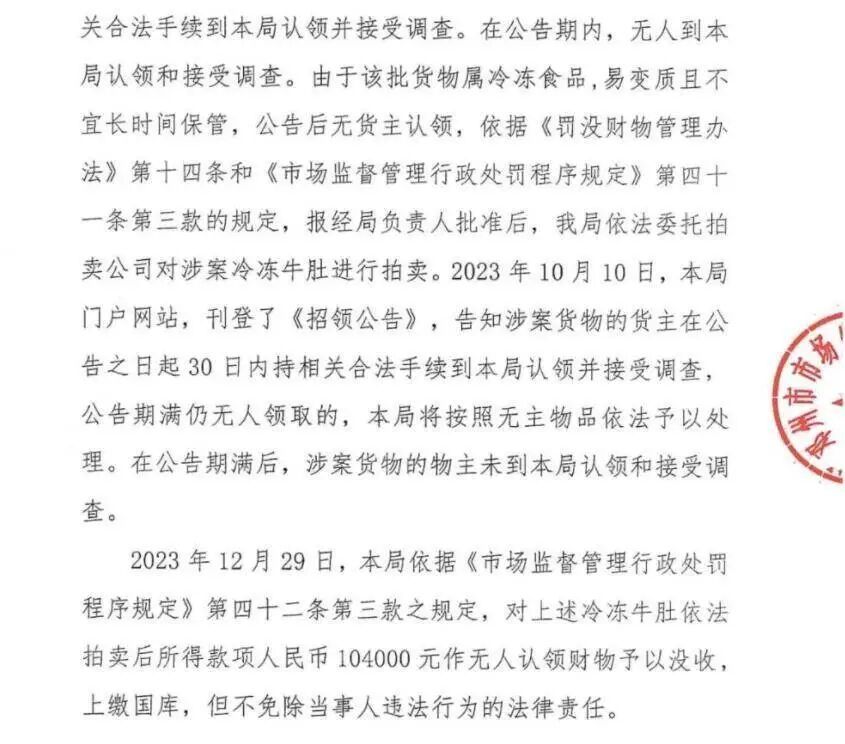 关合法手续到本局认领并接受调查。在公告期内，无人到本
局认领和接受调查。由于该批货物属冷冻食品,易变质且不
宜长时间保管，公告后无货主认领，依据《罚没财物管理办
法》第十四条和《市场监督管理行政处罚程序规定》第四十
一条第三款的规定，报经局负责人批准后，我局依法委托拍
卖公司对涉案冷冻牛肚进行拍卖。2023 年 10 月 10 日，本局
门户网站，刊登了《招领公告》，告知涉案货物的货主在公
告之日起 30 日内持相关合法手续到本局认领并接受调查，
公告期满仍无人领取的，本局将按照无主物品依法予以处
理。在公告期满后，涉案货物的物主未到本局认领和接受调
查。
2023 年 12 月 29 日，本局依据《市场监督管理行政处罚
程序规定》第四十二条第三款之规定，对上述冷冻牛肚依法
拍卖后所得款项人民币 104000 元作无人认领财物予以没收，
上缴国库，但不免除当事人违法行为的法律责任。
州市市场